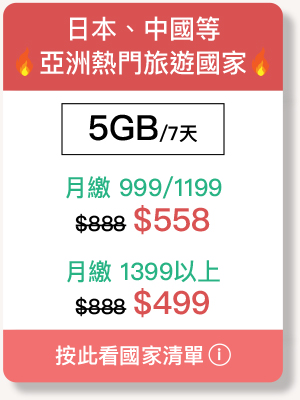 日本、中國等
亞洲熱門旅遊國家
5GB/7天
月繳 999/1199
$888 $558
月繳 1399以上
$888 $499
按此看國家清單 ⓘ